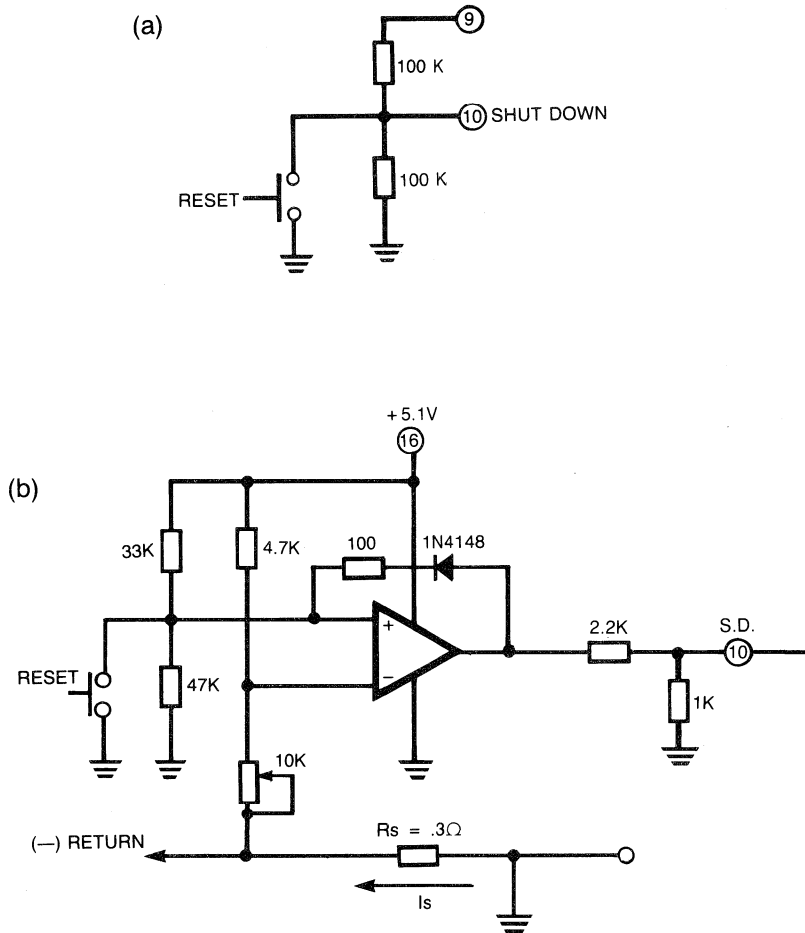 (a)
9
100 K
10 SHUT DOWN
100 K
RESET
+5.1V
16
(b)
33K
4.7K
100
1N4148
+
−
2.2K
S.D.
10
RESET
47K
1K
10K
(—) RETURN
Rs = .3Ω
Is